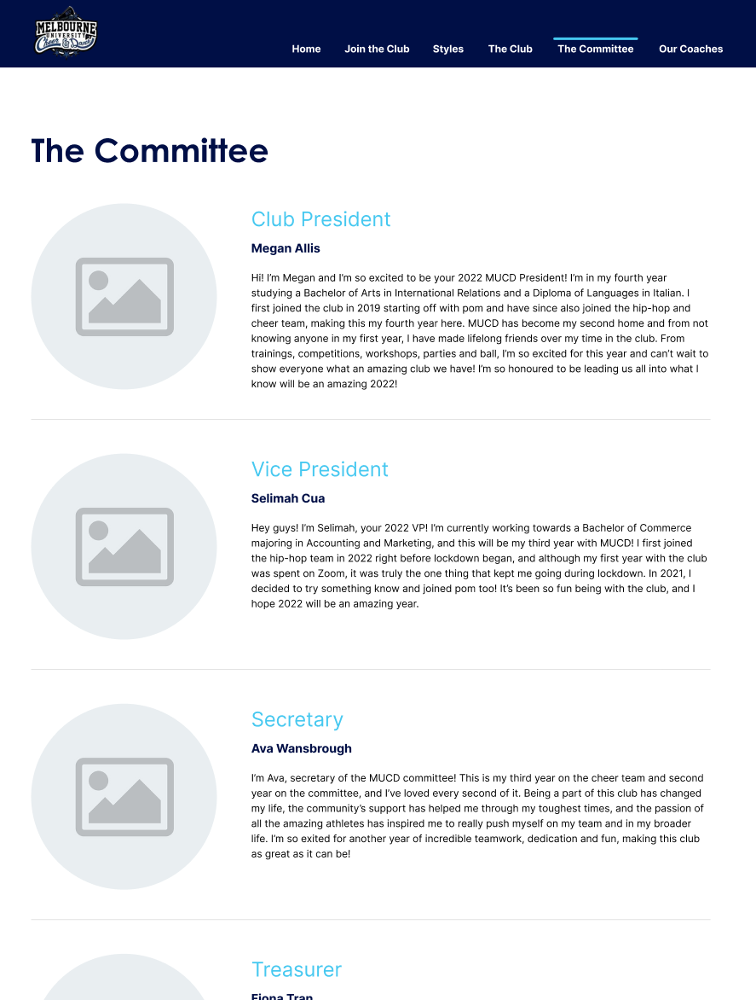 MELBOURNE
UNIVERSITY
Cheer & Dance
Home Join the Club Styles The Club The Committee Our Coaches
The Committee
Club President
Megan Allis
Hi! I’m Megan and I’m so excited to be your 2022 MUCD President! I’m in my fourth year
studying a Bachelor of Arts in International Relations and a Diploma of Languages in Italian. I
first joined the club in 2019 starting off with pom and have since also joined the hip-hop and
cheer team, making this my fourth year here. MUCD has become my second home and from not
knowing anyone in my first year, I have made lifelong friends over my time in the club. From
trainings, competitions, workshops, parties and ball, I’m so excited for this year and can’t wait to
show everyone what an amazing club we have! I’m so honoured to be leading us all into what I
know will be an amazing 2022!
Vice President
Selimah Cua
Hey guys! I’m Selimah, your 2022 VP! I’m currently working towards a Bachelor of Commerce
majoring in Accounting and Marketing, and this will be my third year with MUCD! I first joined
the hip-hop team in 2022 right before lockdown began, and although my first year with the club
was spent on Zoom, it was truly the one thing that kept me going during lockdown. In 2021, I
decided to try something know and joined pom too! It’s been so fun being with the club, and I
hope 2022 will be an amazing year.
Secretary
Ava Wansbrough
I’m Ava, secretary of the MUCD committee! This is my third year on the cheer team and second
year on the committee, and I’ve loved every second of it. Being a part of this club has changed
my life, the community’s support has helped me through my toughest times, and the passion of
all the amazing athletes has inspired me to really push myself on my team and in my broader
life. I’m so exited for another year of incredible teamwork, dedication and fun, making this club
as great as it can be!
Treasurer
Fiona Tran